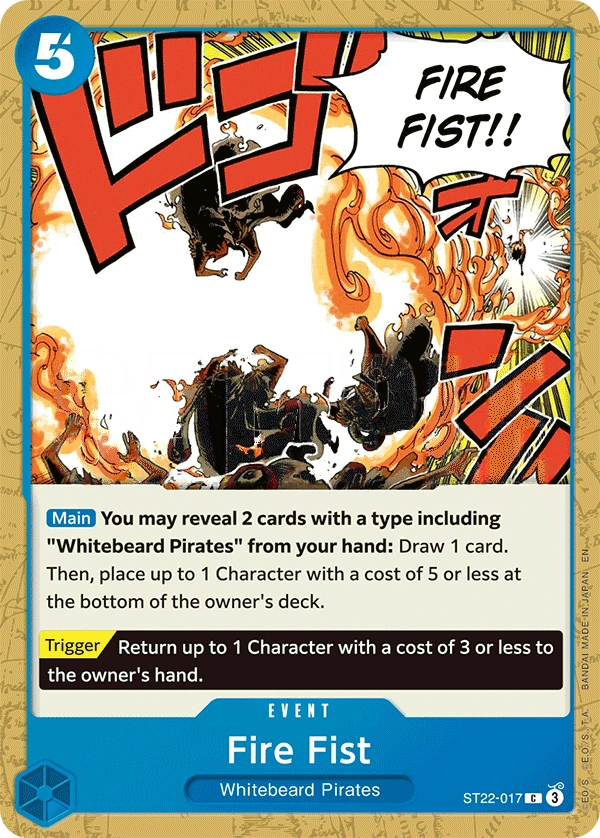 5
FIRE
FIST!!
ドゴォッ
Main You may reveal 2 cards with a type including
"Whitebeard Pirates" from your hand: Draw 1 card.
Then, place up to 1 Character with a cost of 5 or less at
the bottom of the owner's deck.
Trigger Return up to 1 Character with a cost of 3 or less to
the owner's hand.
EVENT
Fire Fist
Whitebeard Pirates
ST22-017 C 3
BANDAI MADE IN JAPAN EN